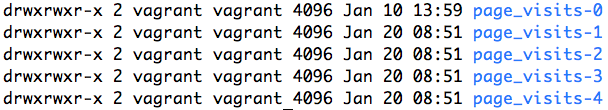 drwxrwxr-x 2 vagrant vagrant 4096 Jan 10 13:59 page_visits-0
drwxrwxr-x 2 vagrant vagrant 4096 Jan 20 08:51 page_visits-1
drwxrwxr-x 2 vagrant vagrant 4096 Jan 20 08:51 page_visits-2
drwxrwxr-x 2 vagrant vagrant 4096 Jan 20 08:51 page_visits-3
drwxrwxr-x 2 vagrant vagrant 4096 Jan 20 08:51 page_visits-4